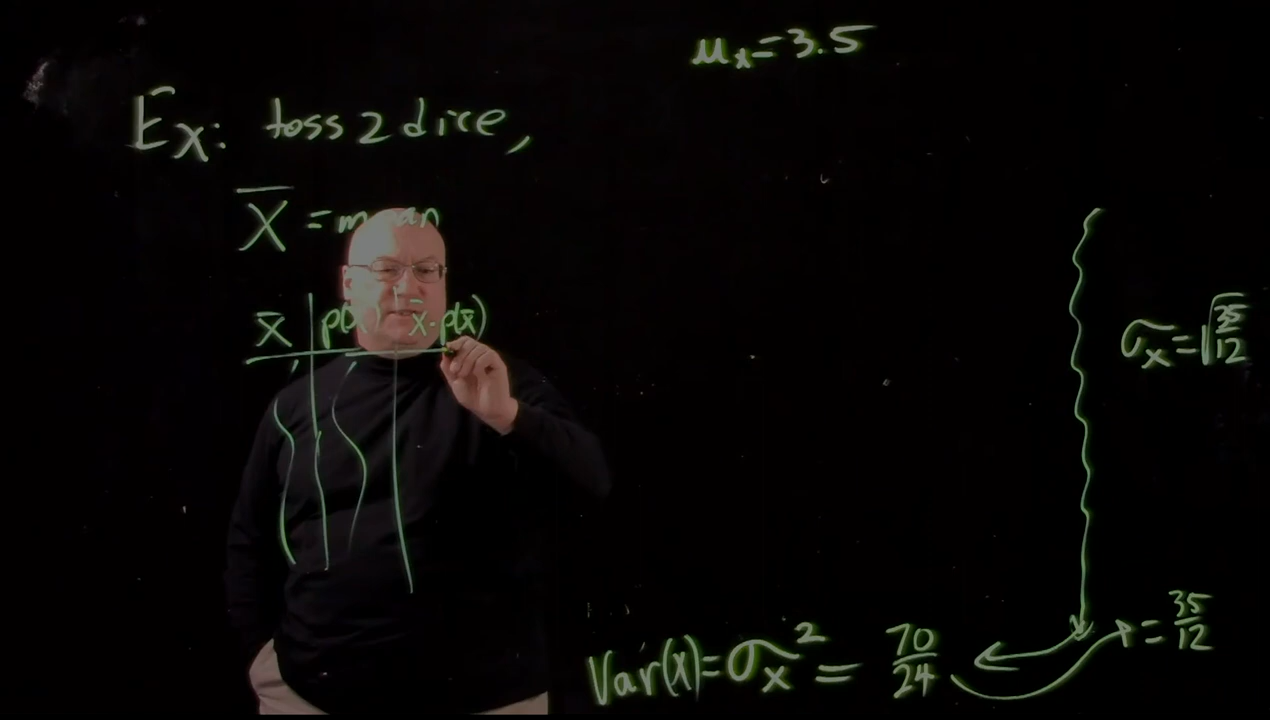 μₓ = 3.5
Ex: toss 2 dice,
X̄ = mean
x̄ | p(x̄) | x̄·p(x̄)
σₓ = √(35/12)
Var(x) = σₓ² = 70/24 = 35/12